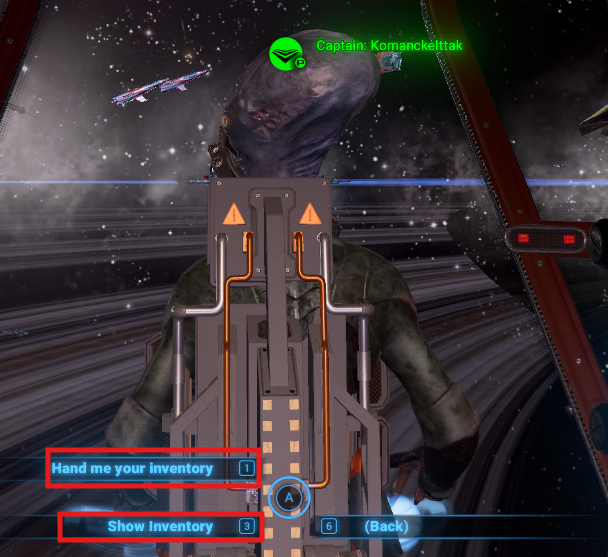 Captain: Komanckelttak
Hand me your inventory 1
A
Show Inventory 3
6 (Back)